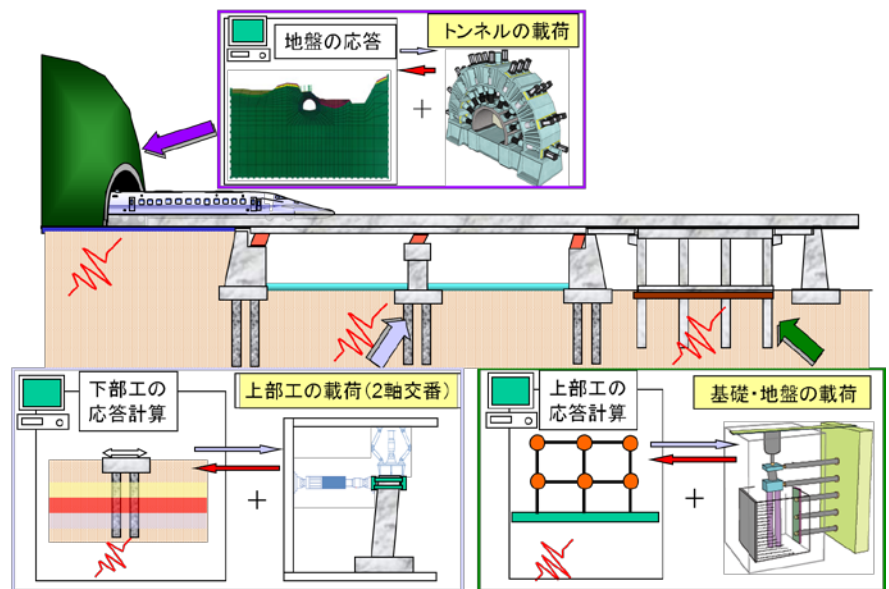 地盤の応答
トンネルの載荷
+
下部工の
応答計算
上部工の載荷(2軸交番)
+
上部工の
応答計算
基礎・地盤の載荷
+